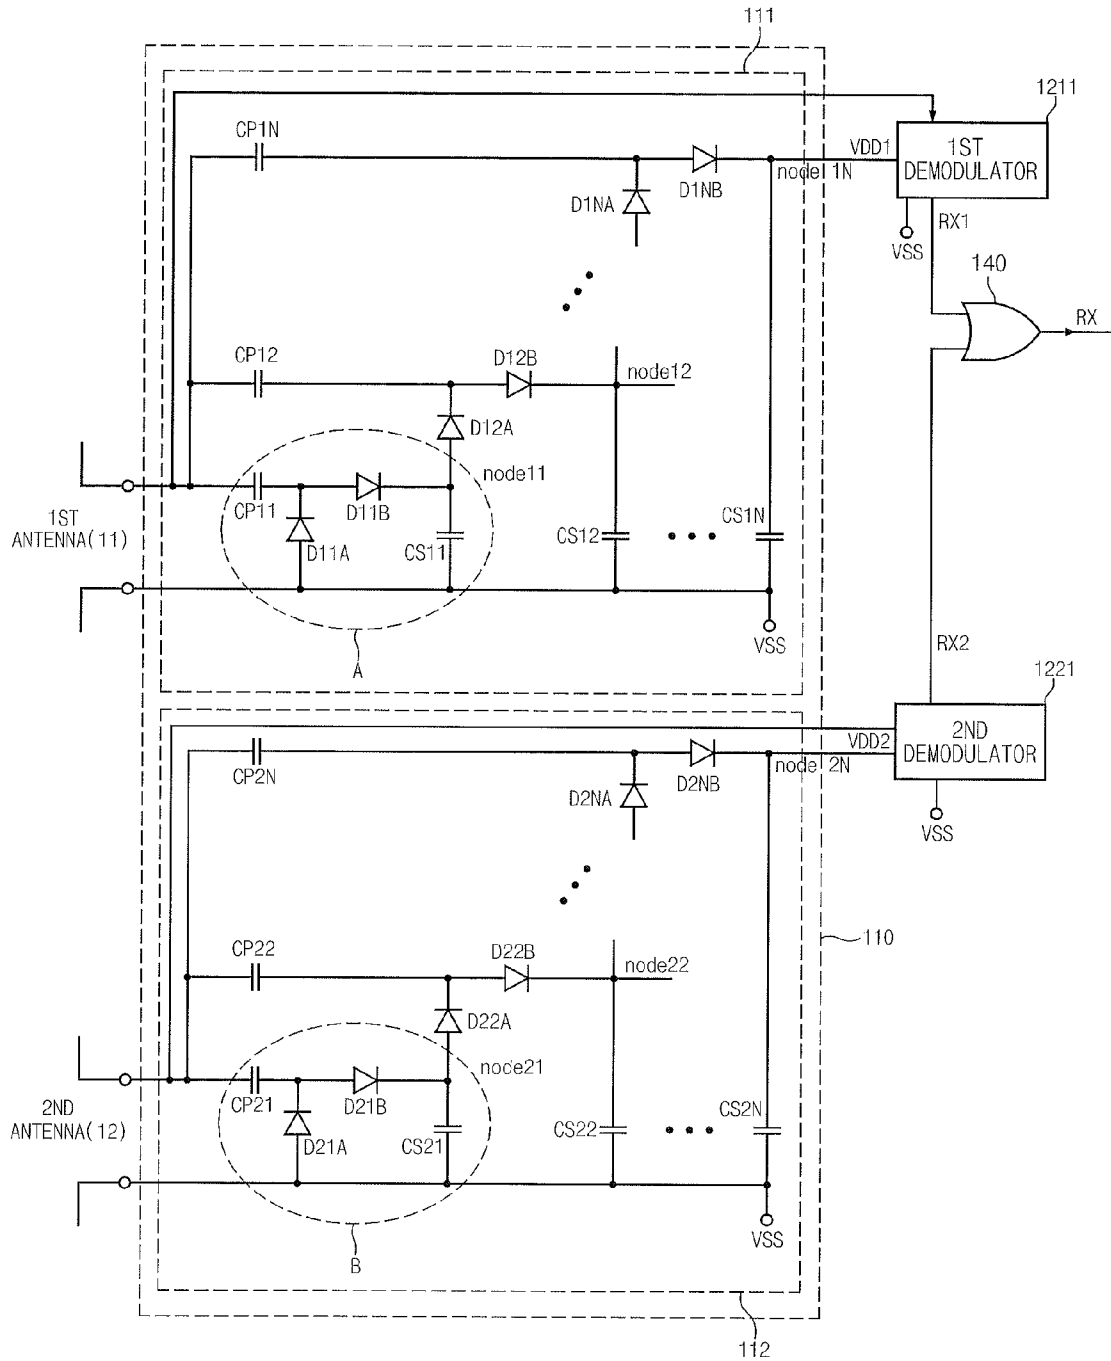 111
1211
CP1N
VDD1
1ST
DEMODULATOR
node 1N
D1NA
D1NB
VSS
RX1
140
RX
CP12
D12B
node12
D12A
node11
CP11
D11B
1ST
ANTENNA(11)
D11A
CS11
CS12
CS1N
A
VSS
RX2
1221
VDD2
2ND
DEMODULATOR
CP2N
node 2N
D2NA
D2NB
VSS
110
CP22
D22B
node22
D22A
node21
CP21
D21B
2ND
ANTENNA(12)
D21A
CS21
CS22
CS2N
B
VSS
112